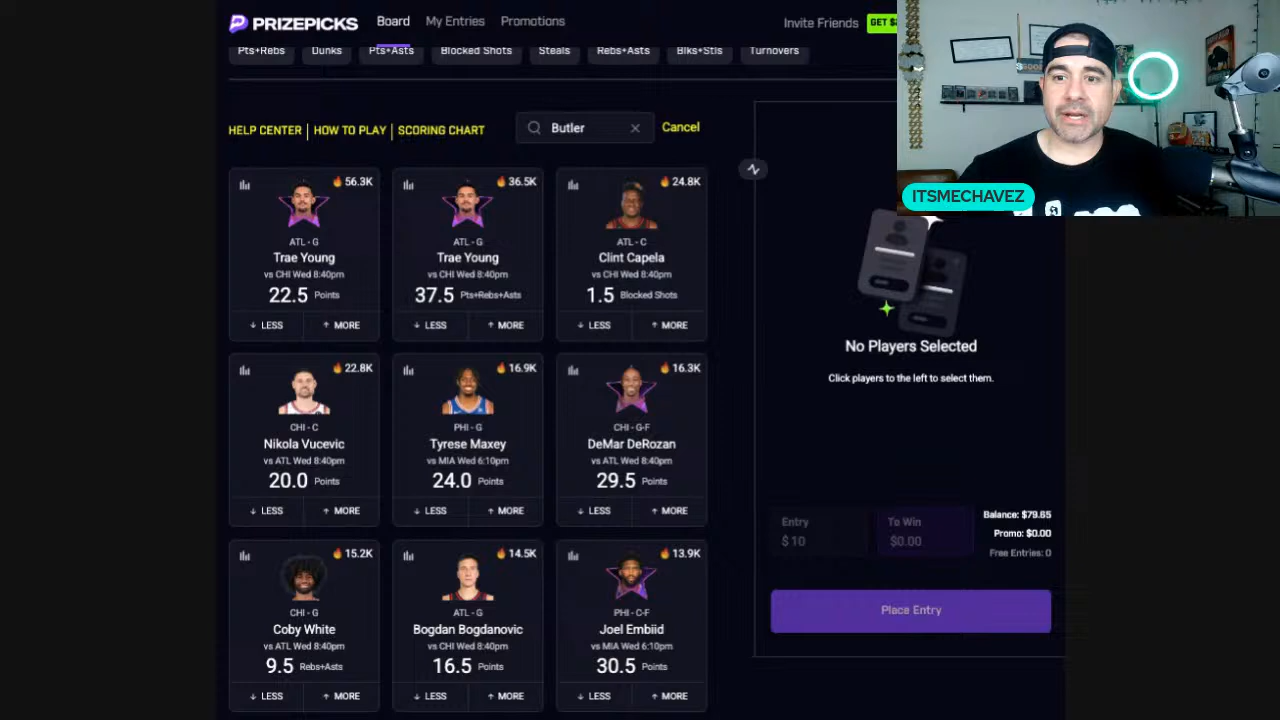 PRIZEPICKS
Board
My Entries
Promotions
Invite Friends
GET $
Pts+Rebs
Dunks
Pts+Asts
Blocked Shots
Steals
Rebs+Asts
Blks+Stls
Turnovers
HELP CENTER | HOW TO PLAY | SCORING CHART
Butler
Cancel
ITSMECHAVEZ
56.3K
ATL - G
Trae Young
vs CHI Wed 8:40pm
22.5 Points
LESS
MORE
36.5K
ATL - G
Trae Young
vs CHI Wed 8:40pm
37.5 Pts+Rebs+Asts
LESS
MORE
24.8K
ATL - C
Clint Capela
vs CHI Wed 8:40pm
1.5 Blocked Shots
LESS
MORE
22.8K
CHI - C
Nikola Vucevic
vs ATL Wed 8:40pm
20.0 Points
LESS
MORE
16.9K
PHI - G
Tyrese Maxey
vs MIA Wed 6:10pm
24.0 Points
LESS
MORE
16.3K
CHI - G-F
DeMar DeRozan
vs ATL Wed 8:40pm
29.5 Points
LESS
MORE
15.2K
CHI - G
Coby White
vs ATL Wed 8:40pm
9.5 Rebs+Asts
LESS
MORE
14.5K
ATL - G
Bogdan Bogdanovic
vs CHI Wed 8:40pm
16.5 Points
LESS
MORE
13.9K
PHI - C-F
Joel Embiid
vs MIA Wed 6:10pm
30.5 Points
LESS
MORE
No Players Selected
Click players to the left to select them.
Entry
$ 10
To Win
$0.00
Balance: $79.65
Promo: $0.00
Free Entries: 0
Place Entry